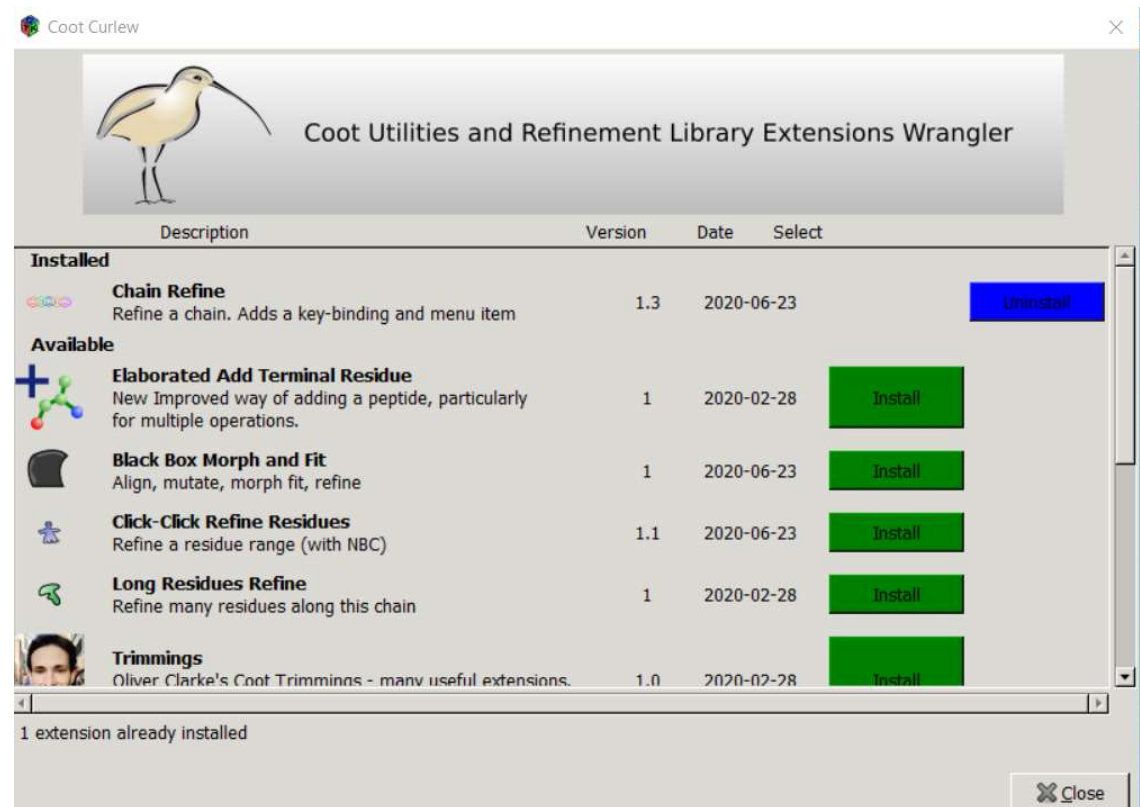 Coot Curlew
Coot Utilities and Refinement Library Extensions Wrangler
Description Version Date Select
Installed
Chain Refine
Refine a chain. Adds a key-binding and menu item 1.3 2020-06-23 Uninstall
Available
Elaborated Add Terminal Residue
New Improved way of adding a peptide, particularly
for multiple operations. 1 2020-02-28 Install
Black Box Morph and Fit
Align, mutate, morph fit, refine 1 2020-06-23 Install
Click-Click Refine Residues
Refine a residue range (with NBC) 1.1 2020-06-23 Install
Long Residues Refine
Refine many residues along this chain 1 2020-02-28 Install
Trimmings
Oliver Clarke's Coot Trimmings - many useful extensions. 1.0 2020-02-28 Install
1 extension already installed
Close